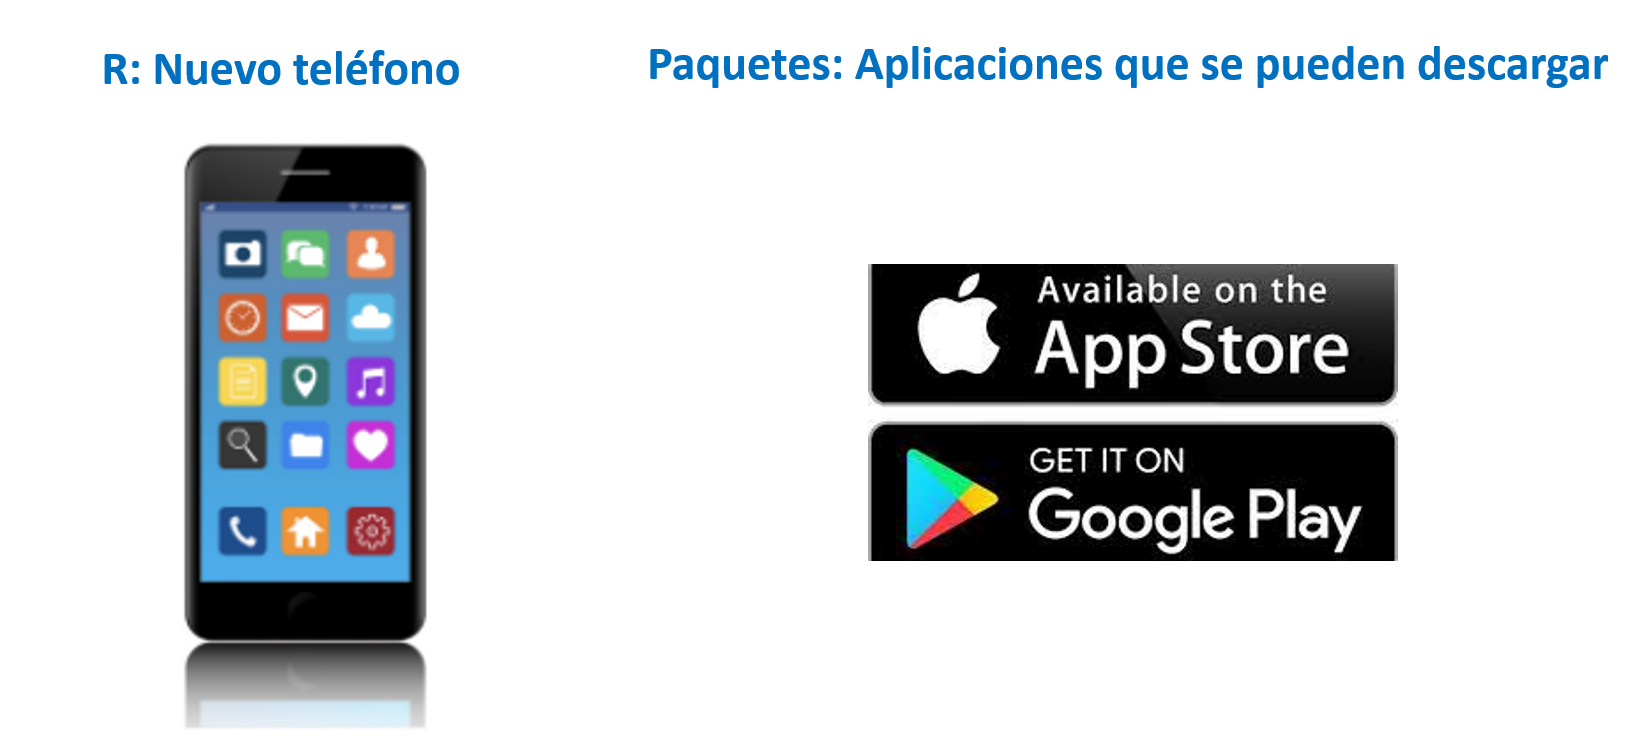 R: Nuevo teléfono
Paquetes: Aplicaciones que se pueden descargar
Available on the
App Store
GET IT ON
Google Play